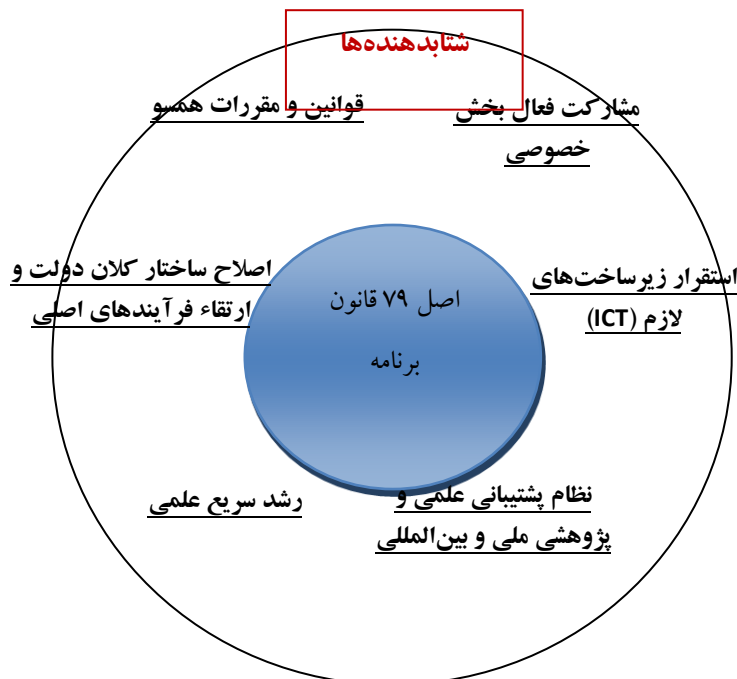 شتابدهنده‌ها
مشارکت فعال بخش
خصوصی
قوانین و مقررات همسو
استقرار زیرساخت‌های
لازم (ICT)
اصل ۷۹ قانون
برنامه
اصلاح ساختار کلان دولت و
ارتقاء فرآیندهای اصلی
نظام پشتیبانی علمی و
پژوهشی ملی و بین‌المللی
رشد سریع علمی